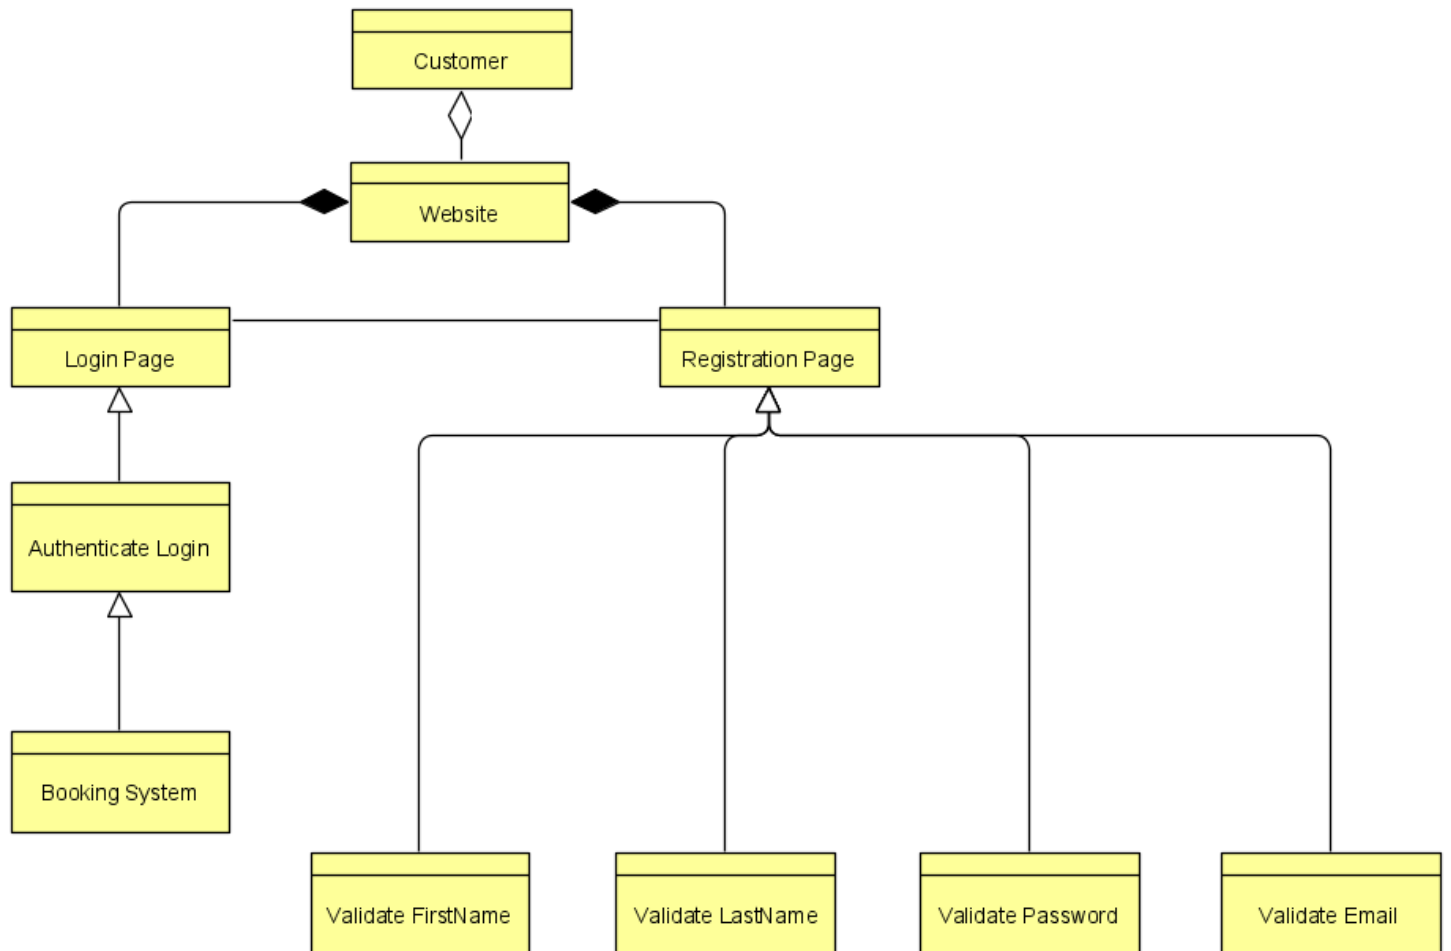 Customer
Website
Login Page
Registration Page
Authenticate Login
Booking System
Validate FirstName
Validate LastName
Validate Password
Validate Email